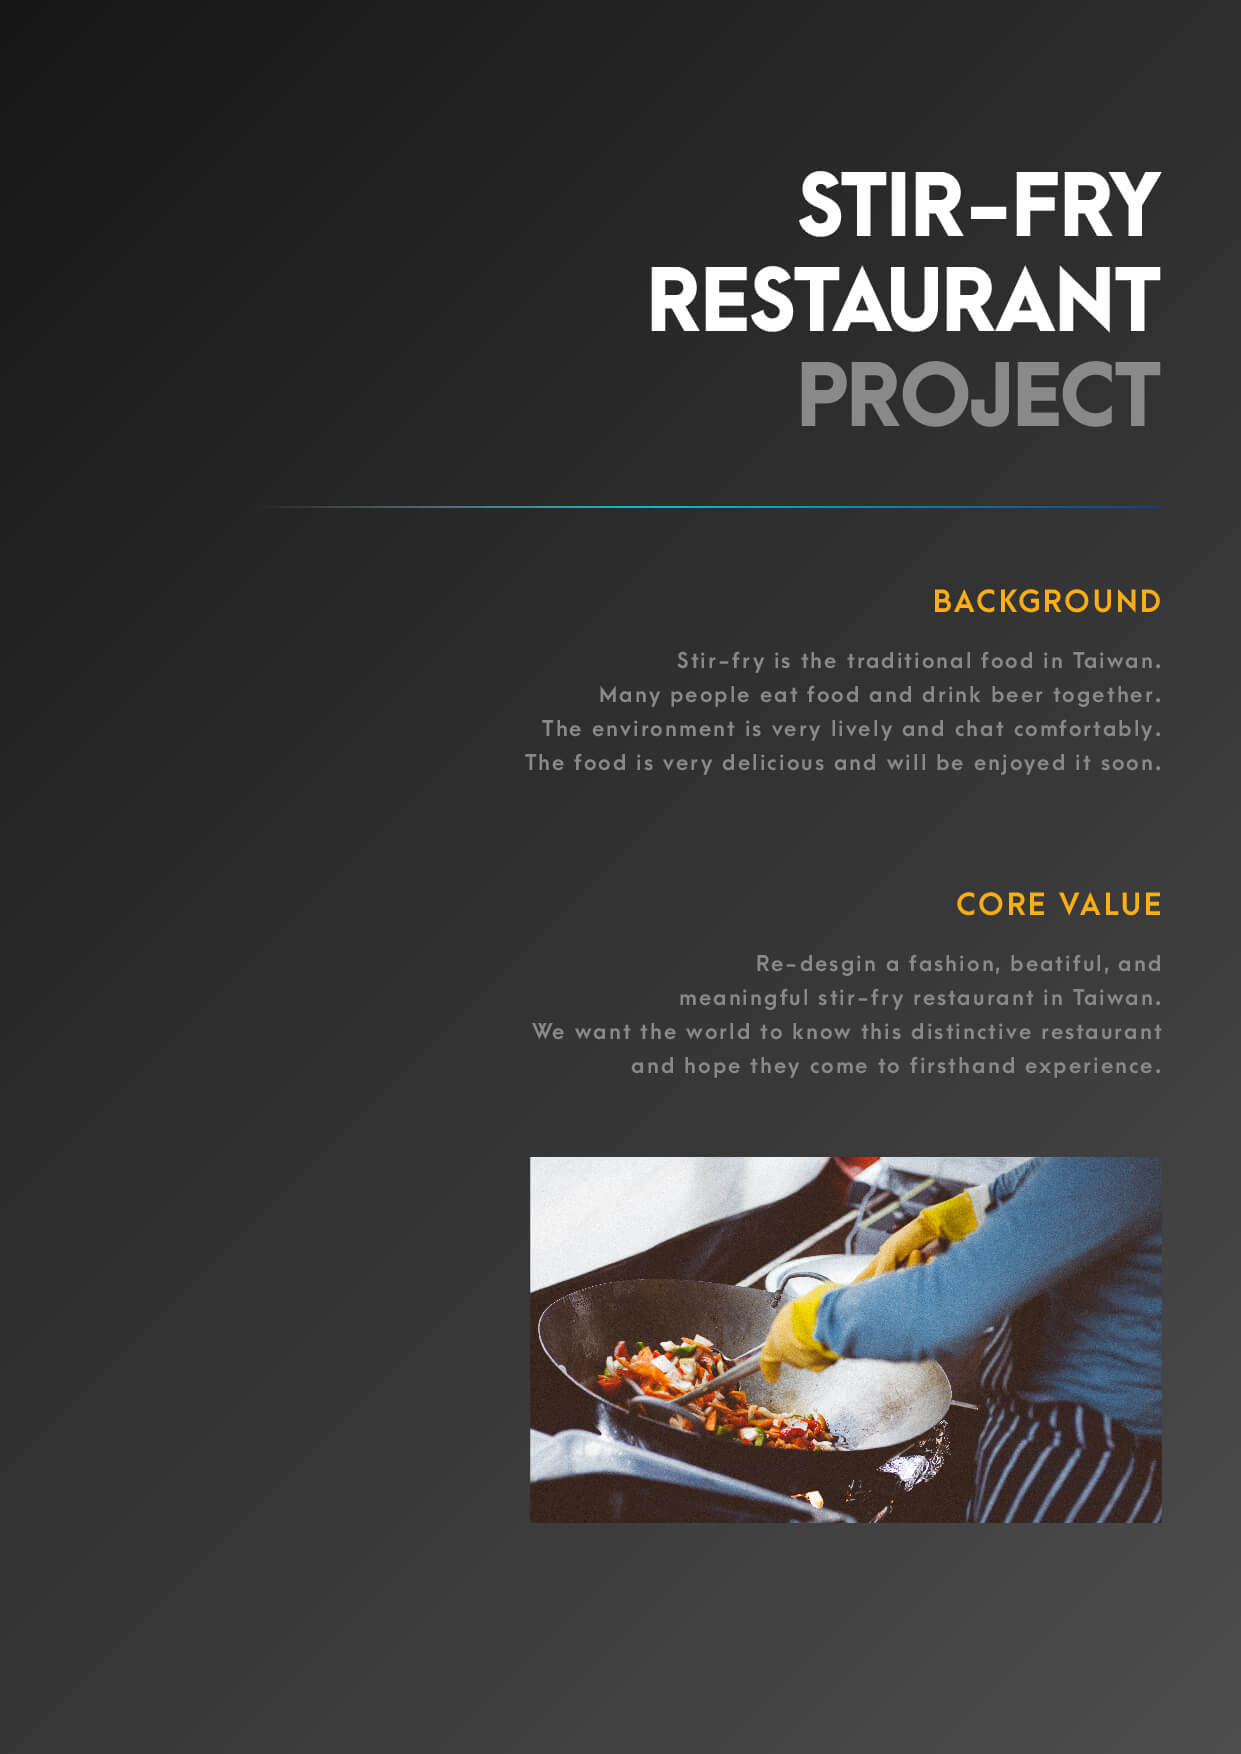 STIR-FRY
RESTAURANT
PROJECT
BACKGROUND
Stir-fry is the traditional food in Taiwan.
Many people eat food and drink beer together.
The environment is very lively and chat comfortably.
The food is very delicious and will be enjoyed it soon.
CORE VALUE
Re-desgin a fashion, beatiful, and
meaningful stir-fry restaurant in Taiwan.
We want the world to know this distinctive restaurant
and hope they come to firsthand experience.